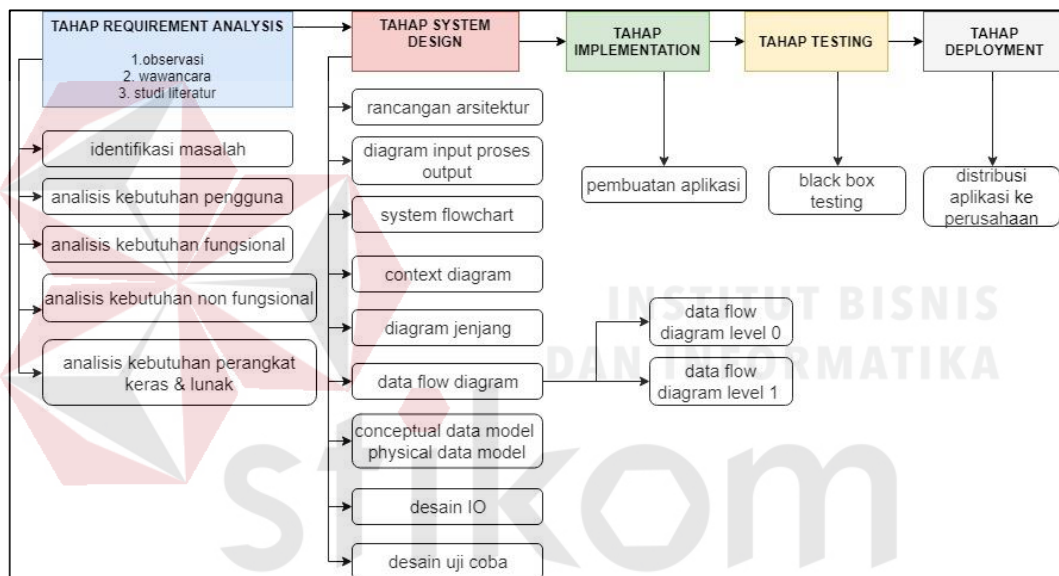 TAHAP REQUIREMENT ANALYSIS
1.observasi
2. wawancara
3. studi literatur
identifikasi masalah
analisis kebutuhan pengguna
analisis kebutuhan fungsional
analisis kebutuhan non fungsional
analisis kebutuhan perangkat
keras & lunak
TAHAP SYSTEM
DESIGN
rancangan arsitektur
diagram input proses
output
system flowchart
context diagram
diagram jenjang
data flow diagram
data flow
diagram level 0
data flow
diagram level 1
conceptual data model
physical data model
desain IO
desain uji coba
TAHAP
IMPLEMENTATION
pembuatan aplikasi
TAHAP TESTING
black box
testing
TAHAP
DEPLOYMENT
distribusi
aplikasi ke
perusahaan
INSTITUT BISNIS
DAN INFORMATIKA
stikom